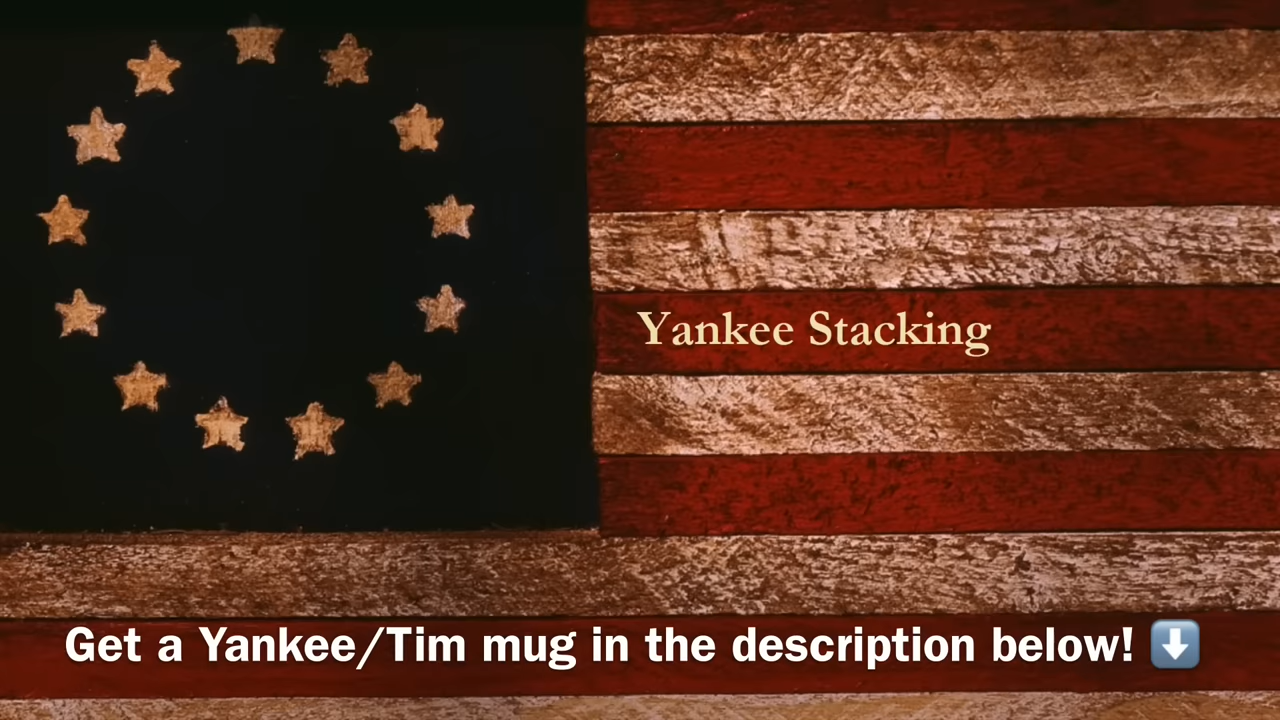 Yankee Stacking
Get a Yankee/Tim mug in the description below! ⬇️